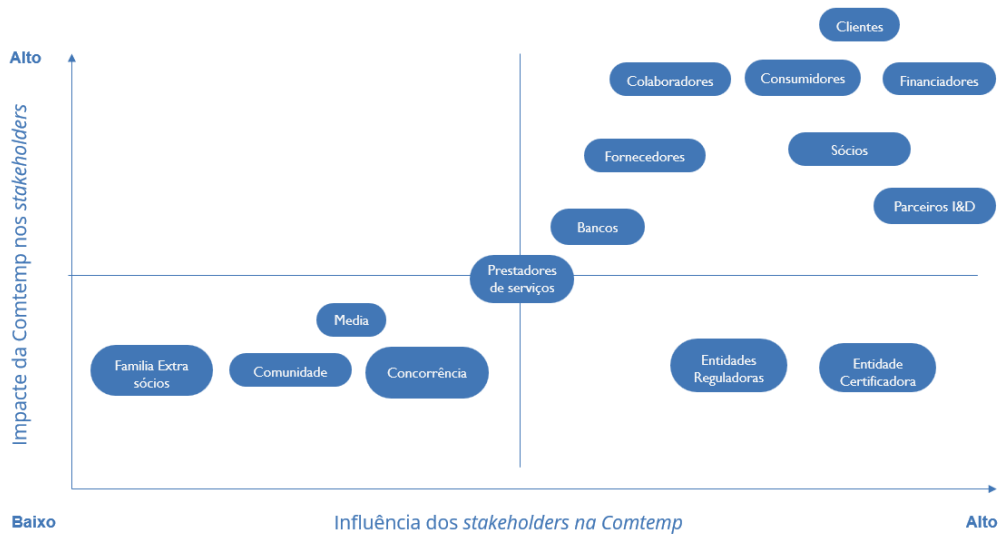 Clientes
Alto
Colaboradores
Consumidores
Financiadores
Fornecedores
Sócios
Parceiros I&D
Bancos
Prestadores
de serviços
Impacte da Comtemp nos stakeholders
Media
Familia Extra
sócios
Comunidade
Concorrência
Entidades
Reguladoras
Entidade
Certificadora
Baixo
Influência dos stakeholders na Comtemp
Alto